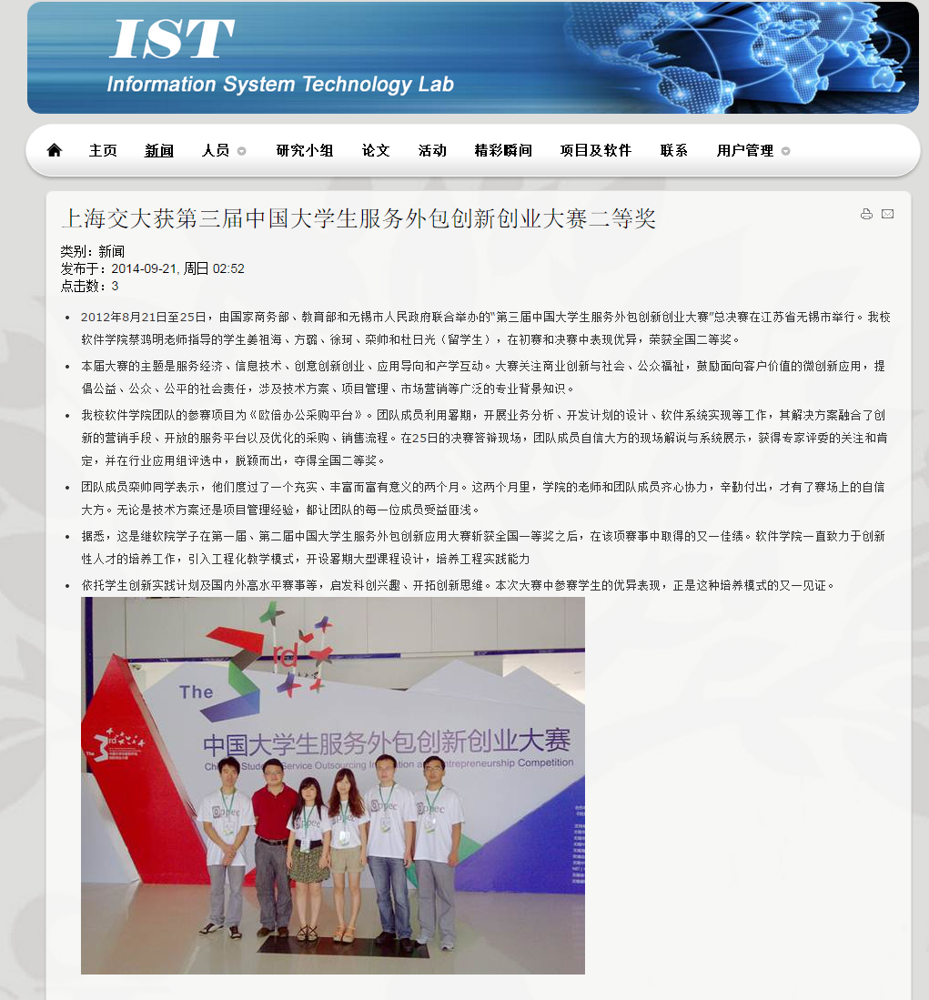 IST
Information System Technology Lab
主页 新闻 人员 研究小组 论文 活动 精彩瞬间 项目及软件 联系 用户管理
上海交大获第三届中国大学生服务外包创新创业大赛二等奖
类别：新闻
发布于：2014-09-21, 周日 02:52
点击数：3
2012年8月21日至25日，由国家商务部、教育部和无锡市人民政府联合举办的“第三届中国大学生服务外包创新创业大赛”总决赛在江苏省无锡市举行。我校
软件学院蔡鸿明老师指导的学生姜祖海、方璐、徐珂、栾帅和杜日光（留学生），在初赛和决赛中表现优异，荣获全国二等奖。
本届大赛的主题是服务经济、信息技术、创意创新创业、应用导向和产学互动。大赛关注商业创新与社会、公众福祉，鼓励面向客户价值的微创新应用，提
倡公益、公众、公平的社会责任，涉及技术方案、项目管理、市场营销等广泛的专业背景知识。
我校软件学院团队的参赛项目为《欧倍办公采购平台》。团队成员利用暑期，开展业务分析、开发计划的设计、软件系统实现等工作，其解决方案融合了创
新的营销手段、开放的服务平台以及优化的采购、销售流程。在25日的决赛答辩现场，团队成员自信大方的现场解说与系统展示，获得专家评委的关注和肯
定，并在行业应用组评选中，脱颖而出，夺得全国二等奖。
团队成员栾帅同学表示，他们度过了一个充实、丰富而富有意义的两个月。这两个月里，学院的老师和团队成员齐心协力，辛勤付出，才有了赛场上的自信
大方。无论是技术方案还是项目管理经验，都让团队的每一位成员受益匪浅。
据悉，这是继软院学子在第一届、第二届中国大学生服务外包创新应用大赛斩获全国一等奖之后，在该项赛事中取得的又一佳绩。软件学院一直致力于创新
性人才的培养工作，引入工程化教学模式，开设暑期大型课程设计，培养工程实践能力
依托学生创新实践计划及国内外高水平赛事等，启发科创兴趣、开拓创新思维。本次大赛中参赛学生的优异表现，正是这种培养模式的又一见证。
The 3rd
中国大学生服务外包创新创业大赛
Service Outsourcing Entrepreneurship Competition
The 3rd